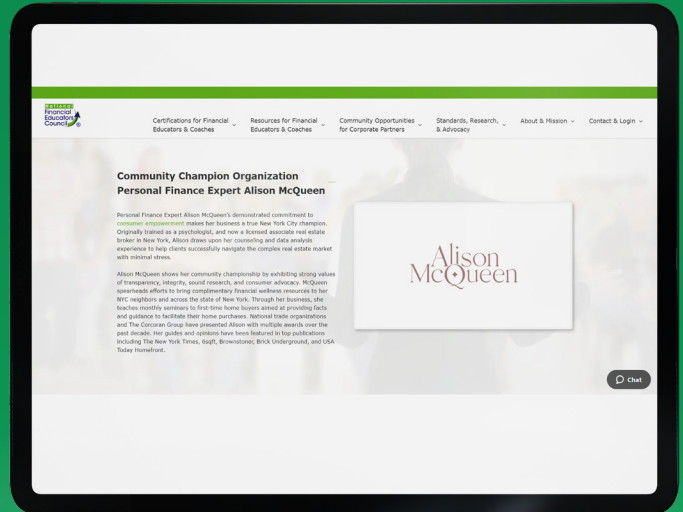 National
Financial
Educators
Council
Certifications for Financial
Educators & Coaches
Resources for Financial
Educators & Coaches
Community Opportunities
for Corporate Partners
Standards, Research,
& Advocacy
About & Mission
Contact & Login
Community Champion Organization
Personal Finance Expert Alison McQueen
Personal Finance Expert Alison McQueen's demonstrated commitment to
consumer empowerment makes her business a true New York City champion.
Originally trained as a psychologist, and now a licensed associate real estate
broker in New York, Alison draws upon her counseling and data analysis
experience to help clients successfully navigate the complex real estate market
with minimal stress.
Alison McQueen shows her community championship by exhibiting strong values
of transparency, integrity, sound research, and consumer advocacy. McQueen
spearheads efforts to bring complimentary financial wellness resources to her
NYC neighbors and across the state of New York. Through her business, she
teaches monthly seminars to first-time home buyers aimed at providing facts
and guidance to facilitate their home purchases. National trade organizations
and The Corcoran Group have presented Alison with multiple awards over the
past decade. Her guides and opinions have been featured in top publications
including The New York Times, 6sqft, Brownstoner, Brick Underground, and USA
Today Homefront.
Alison
McQueen
Chat